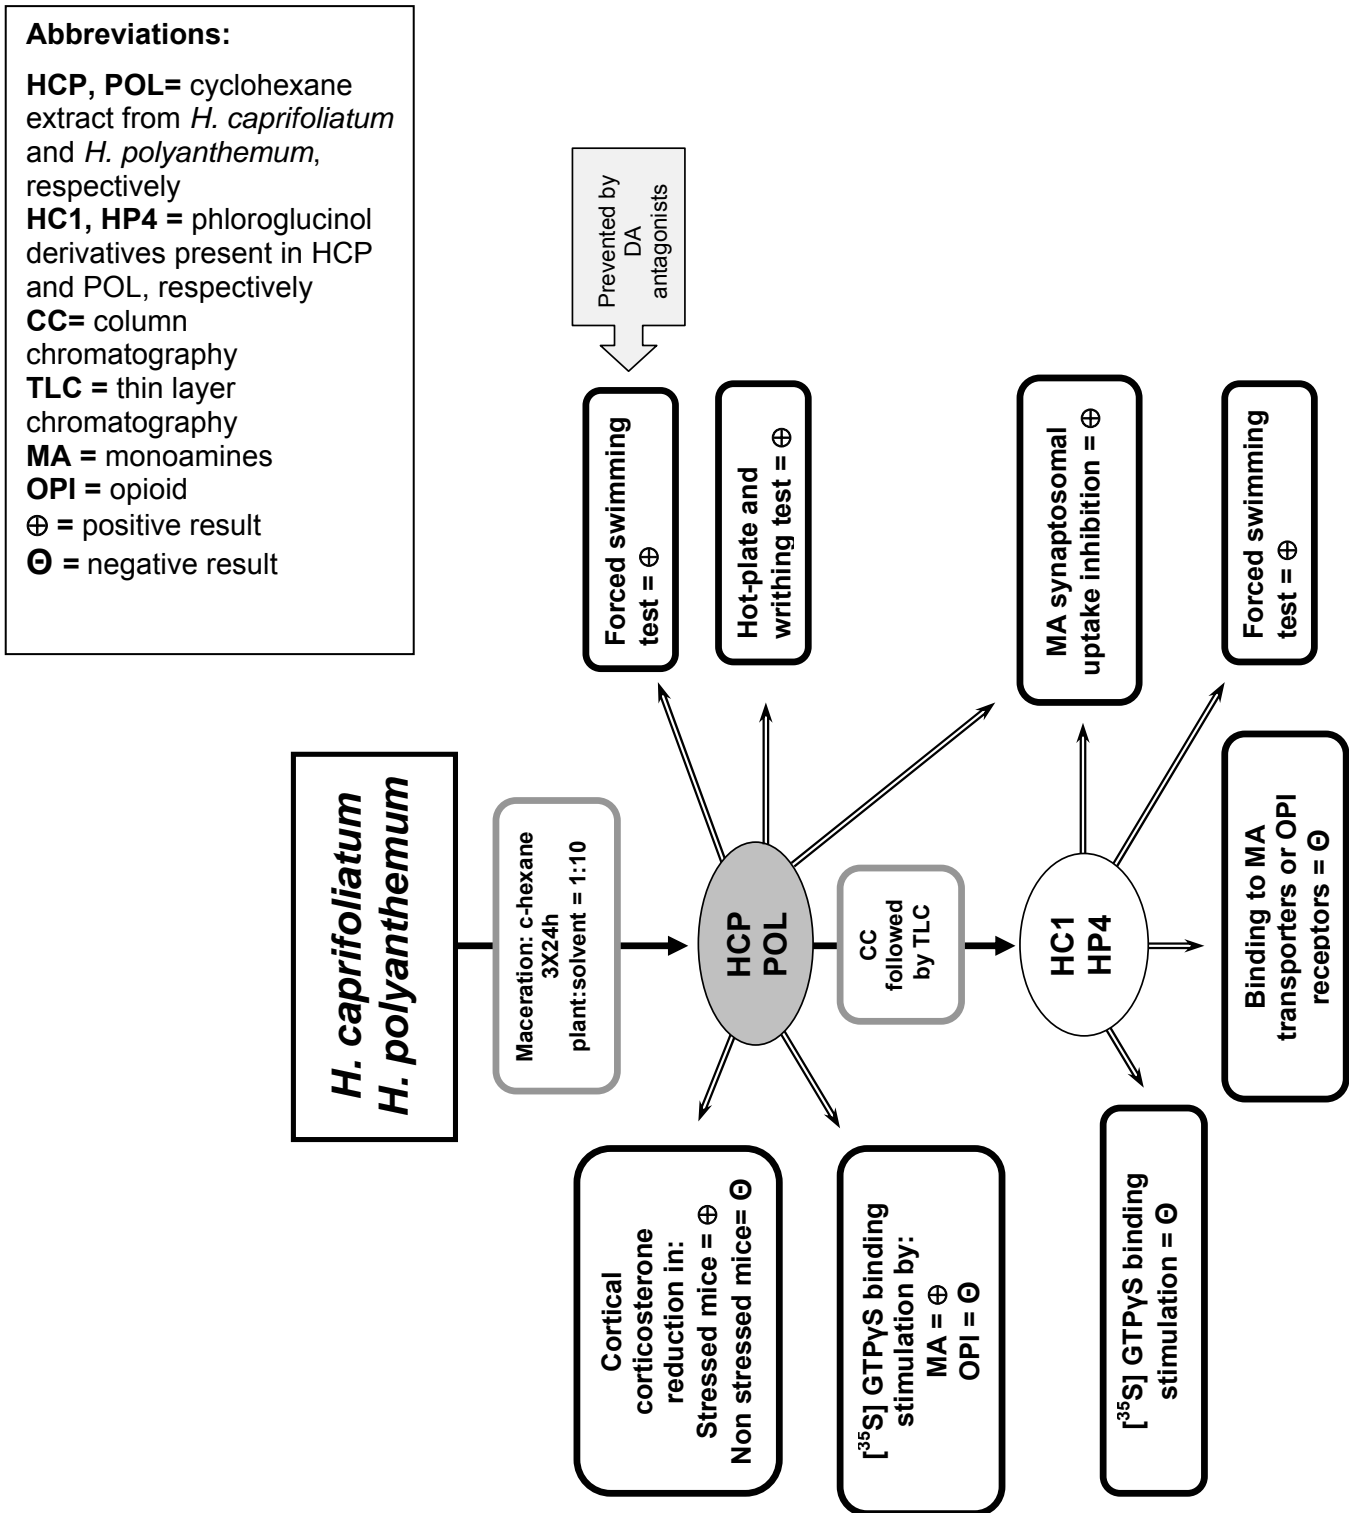 Abbreviations:
HCP, POL= cyclohexane
extract from H. caprifoliatum
and H. polyanthemum,
respectively
HC1, HP4 = phloroglucinol
derivatives present in HCP
and POL, respectively
CC= column
chromatography
TLC = thin layer
chromatography
MA = monoamines
OPI = opioid
⊕ = positive result
Θ = negative result
H. caprifoliatum
H. polyanthemum
Maceration: c-hexane
3X24h
plant:solvent = 1:10
HCP
POL
Prevented by
DA
antagonists
Forced swimming
test = ⊕
Hot-plate and
writhing test = ⊕
Cortical
corticosterone
reduction in:
Stressed mice = ⊕
Non stressed mice= Θ
[³⁵S] GTPγS binding
stimulation by:
MA = ⊕
OPI = Θ
CC
followed
by TLC
HC1
HP4
MA synaptosomal
uptake inhibition = ⊕
Forced swimming
test = ⊕
Binding to MA
transporters or OPI
receptors = Θ
[³⁵S] GTPγS binding
stimulation = Θ